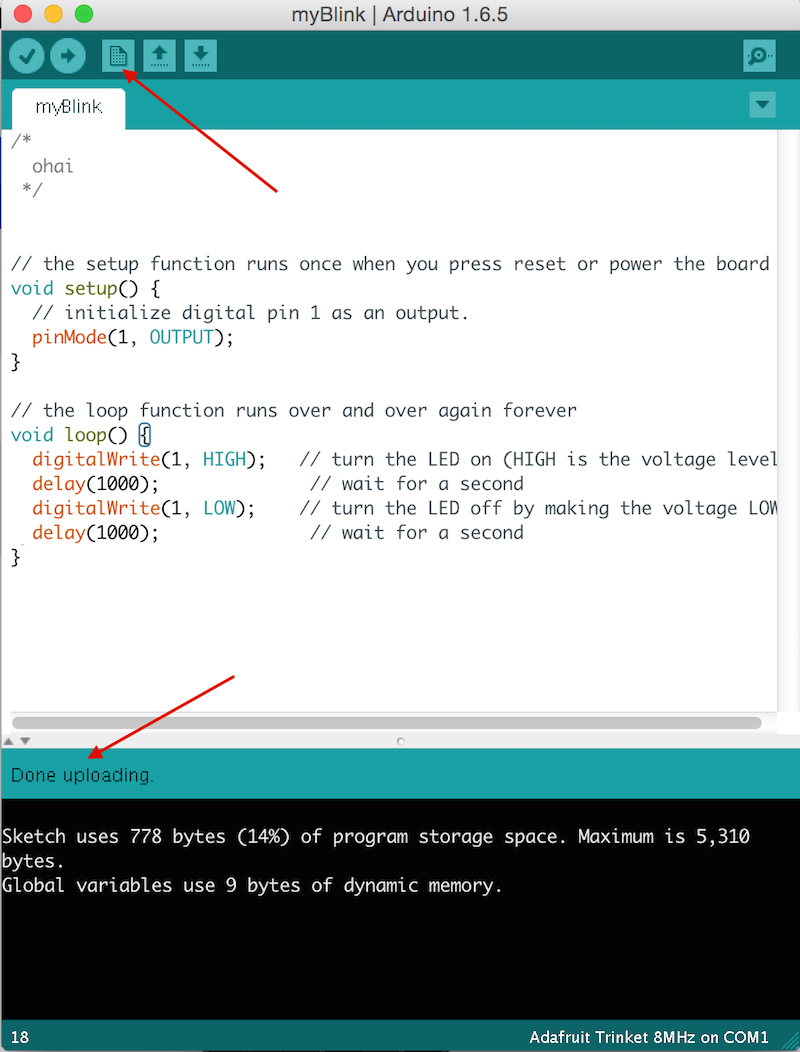 myBlink | Arduino 1.6.5
myBlink
/*
  ohai
 */
// the setup function runs once when you press reset or power the board
void setup() {
  // initialize digital pin 1 as an output.
  pinMode(1, OUTPUT);
}
// the loop function runs over and over again forever
void loop() {
  digitalWrite(1, HIGH);   // turn the LED on (HIGH is the voltage level
  delay(1000);              // wait for a second
  digitalWrite(1, LOW);    // turn the LED off by making the voltage LOW
  delay(1000);              // wait for a second
}
Done uploading.
Sketch uses 778 bytes (14%) of program storage space. Maximum is 5,310
bytes.
Global variables use 9 bytes of dynamic memory.
18 Adafruit Trinket 8MHz on COM1